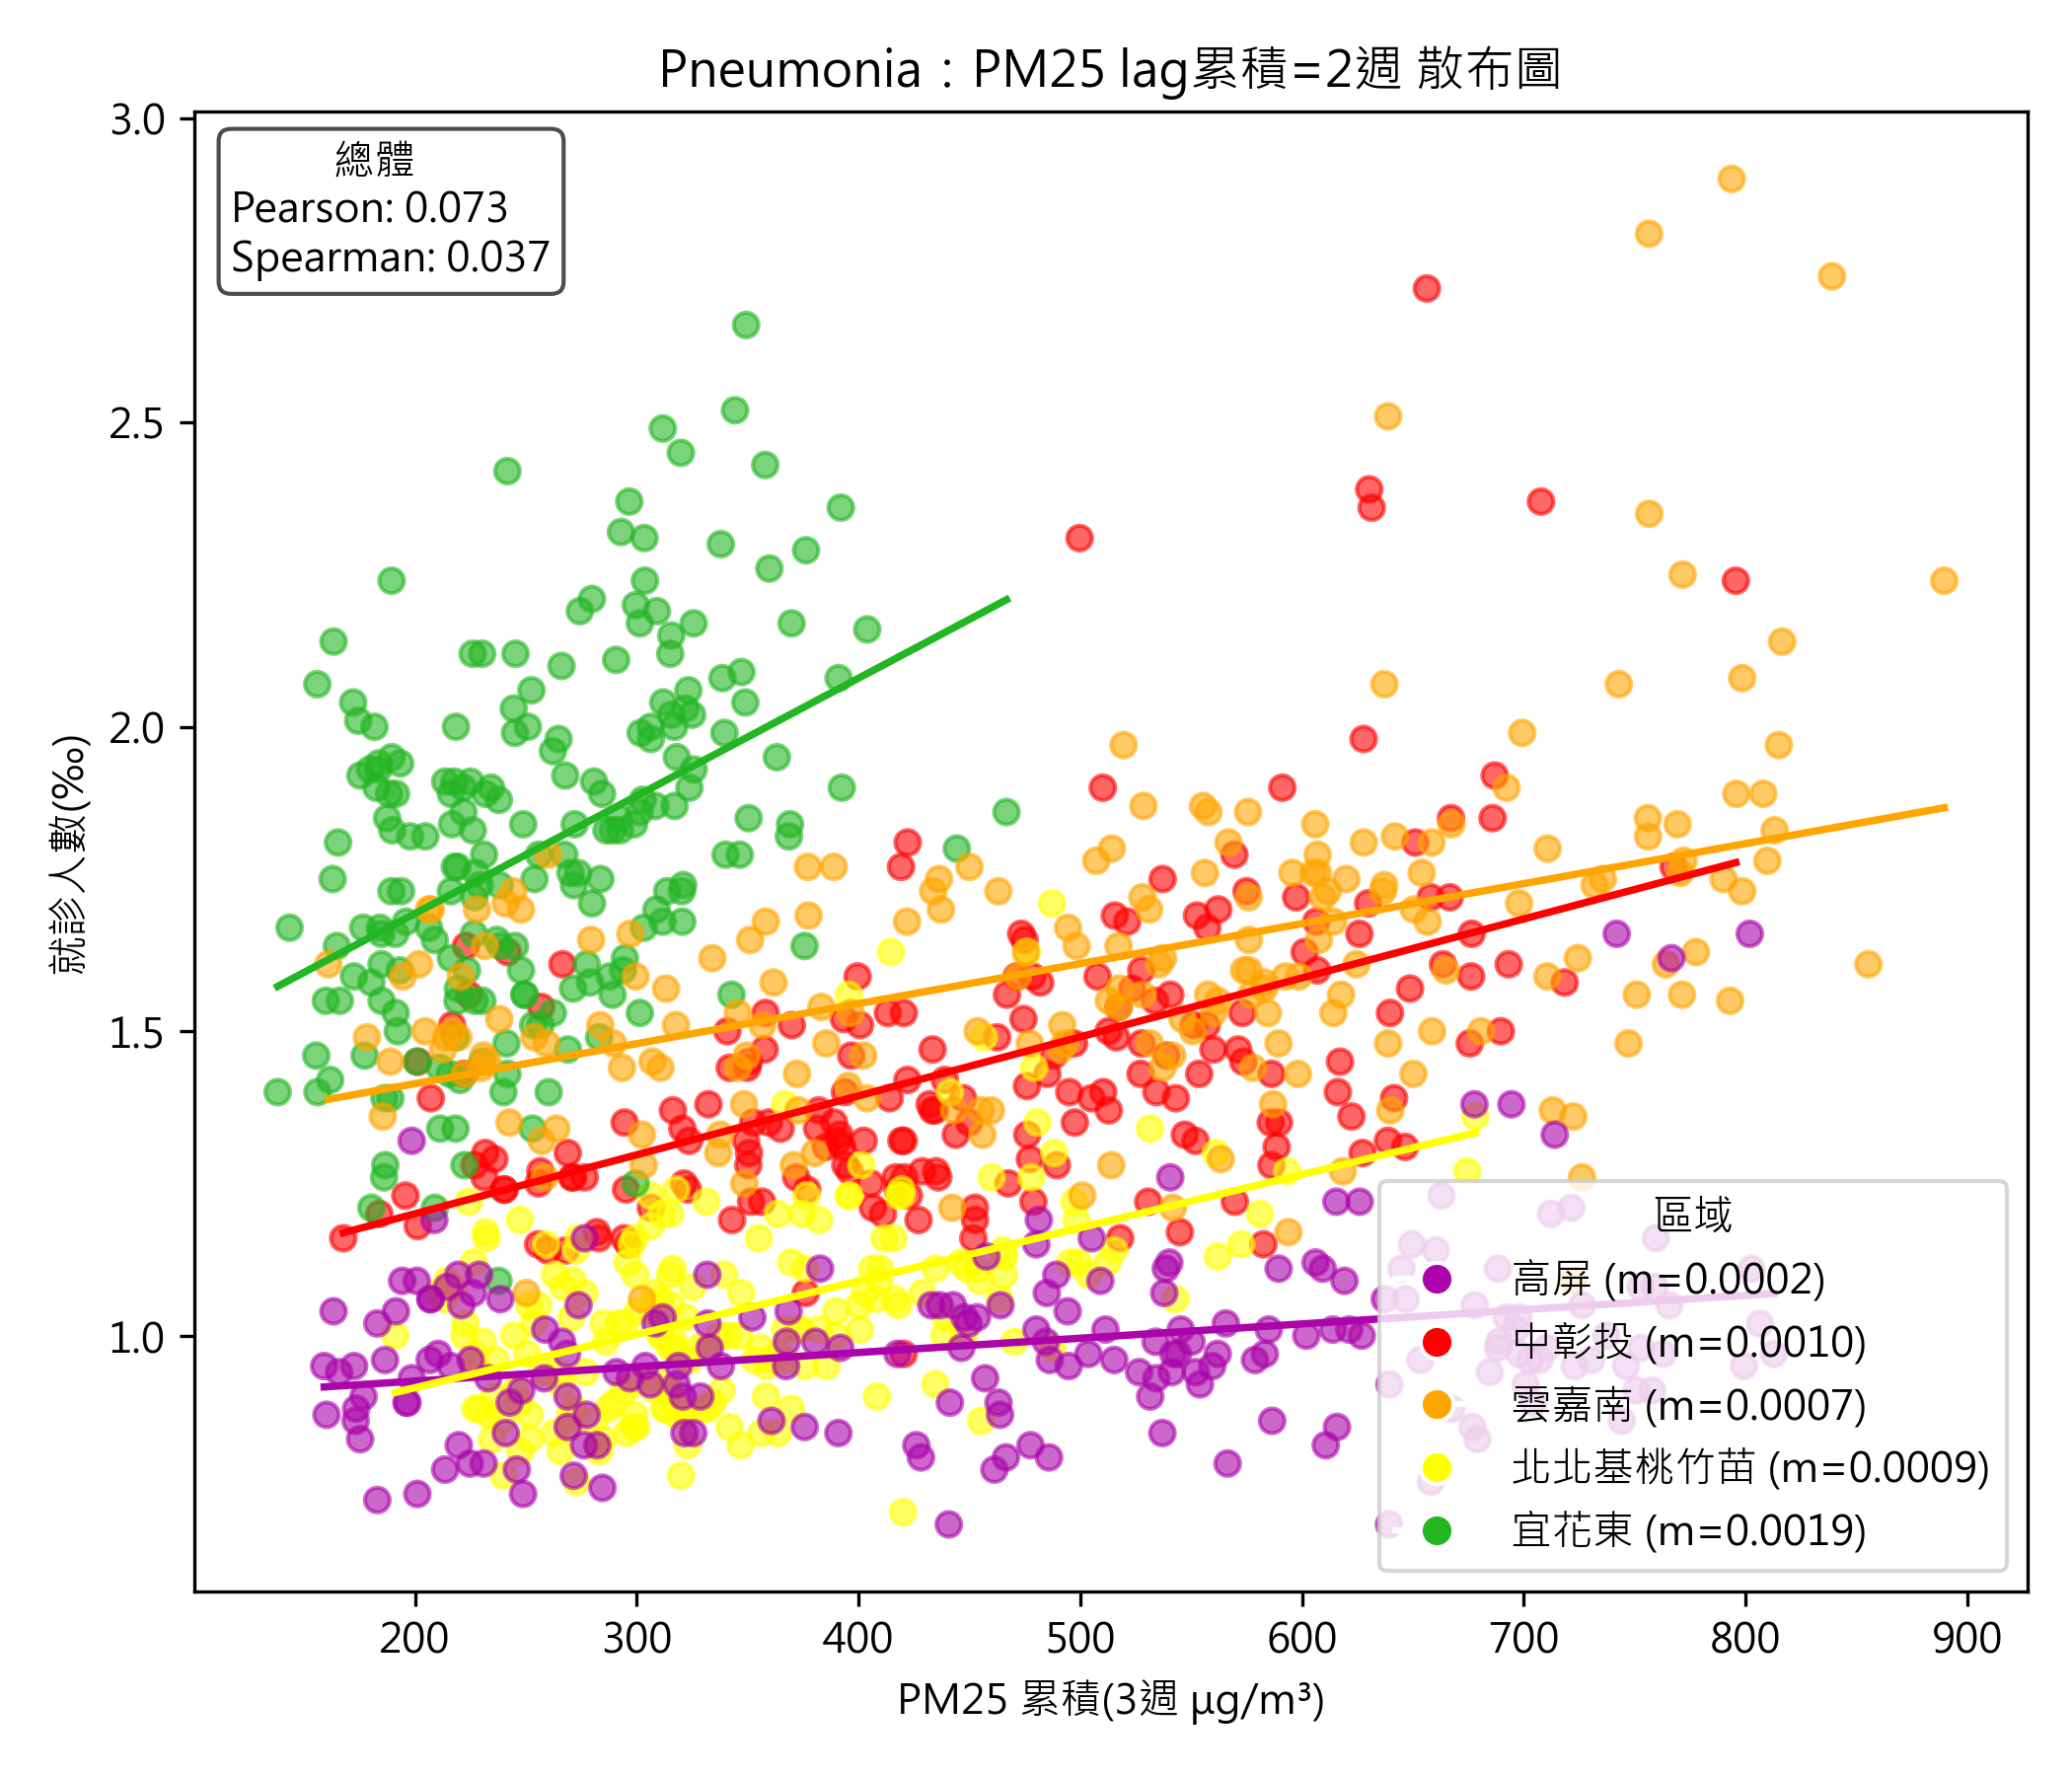 Pneumonia：PM25 lag累積=2週 散布圖
總體
Pearson: 0.073
Spearman: 0.037
就診人數(‰)
3.0
2.5
2.0
1.5
1.0
區域
高屏 (m=0.0002)
中彰投 (m=0.0010)
雲嘉南 (m=0.0007)
北北基桃竹苗 (m=0.0009)
宜花東 (m=0.0019)
200 300 400 500 600 700 800 900
PM25 累積(3週 μg/m³)